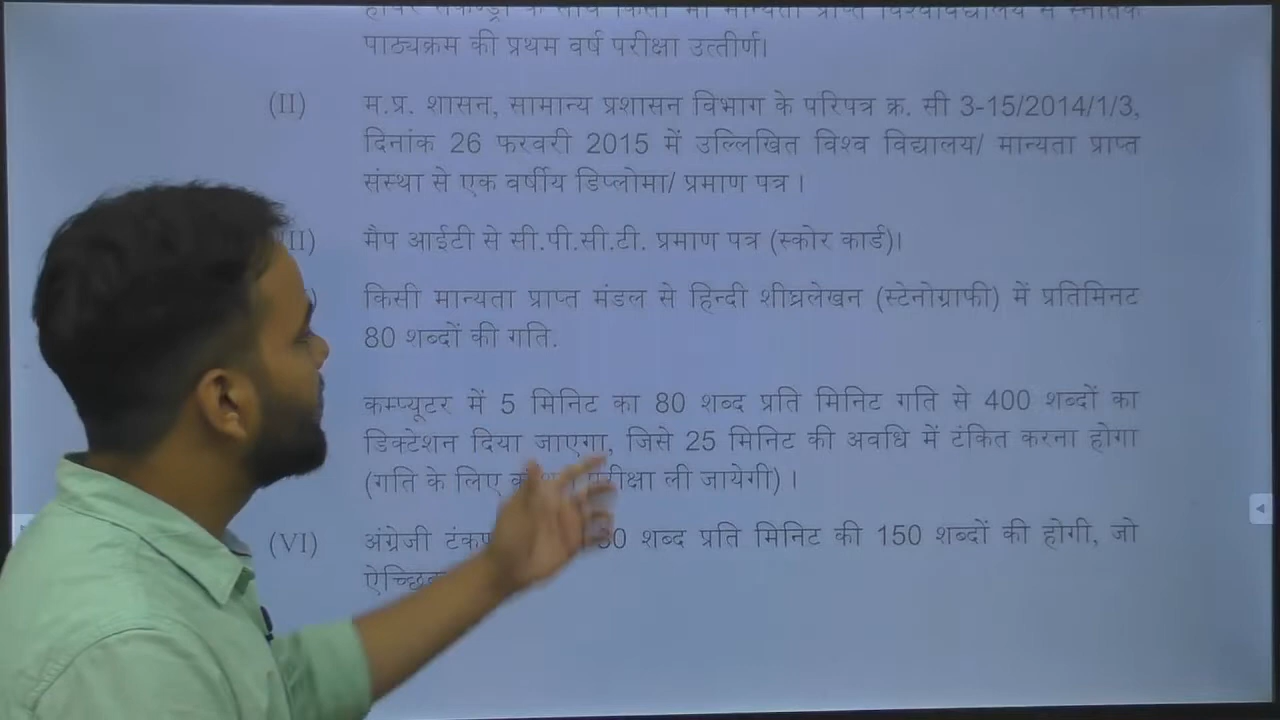 पाठ्यक्रम की प्रथम वर्ष परीक्षा उत्तीर्ण।
(II) म.प्र. शासन, सामान्य प्रशासन विभाग के परिपत्र क्र. सी 3-15/2014/1/3,
दिनांक 26 फरवरी 2015 में उल्लिखित विश्व विद्यालय/ मान्यता प्राप्त
संस्था से एक वर्षीय डिप्लोमा/ प्रमाण पत्र ।
मैप आईटी से सी.पी.सी.टी. प्रमाण पत्र (स्कोर कार्ड)।
किसी मान्यता प्राप्त मंडल से हिन्दी शीघ्रलेखन (स्टेनोग्राफी) में प्रतिमिनट
80 शब्दों की गति.
कम्प्यूटर में 5 मिनिट का 80 शब्द प्रति मिनिट गति से 400 शब्दों का
डिक्टेशन दिया जाएगा, जिसे 25 मिनिट की अवधि में टंकित करना होगा
(गति के लिए परीक्षा ली जायेगी) ।
(VI) अंग्रेजी 30 शब्द प्रति मिनिट की 150 शब्दों की होगी, जो